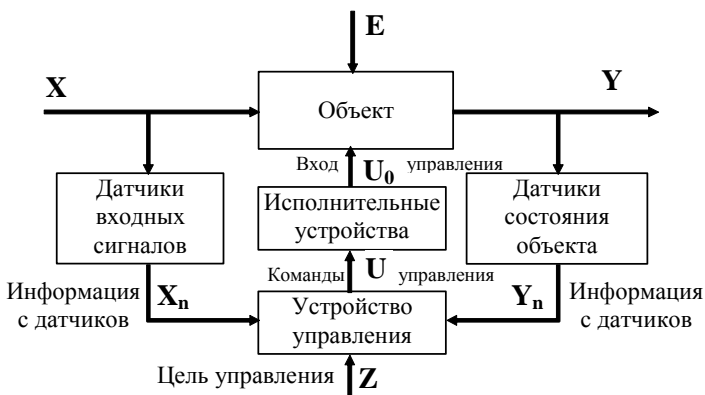 E
X
Y
Объект
Вход U₀ управления
Датчики
входных
сигналов
Исполнительные
устройства
Датчики
состояния
объекта
Команды U управления
Информация
с датчиков
Xₙ
Устройство
управления
Yₙ
Информация
с датчиков
Цель управления Z